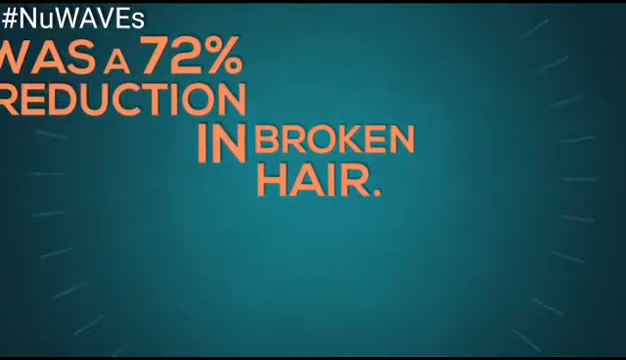 #NuWAVEs
WAS A 72%
REDUCTION
IN BROKEN
HAIR.